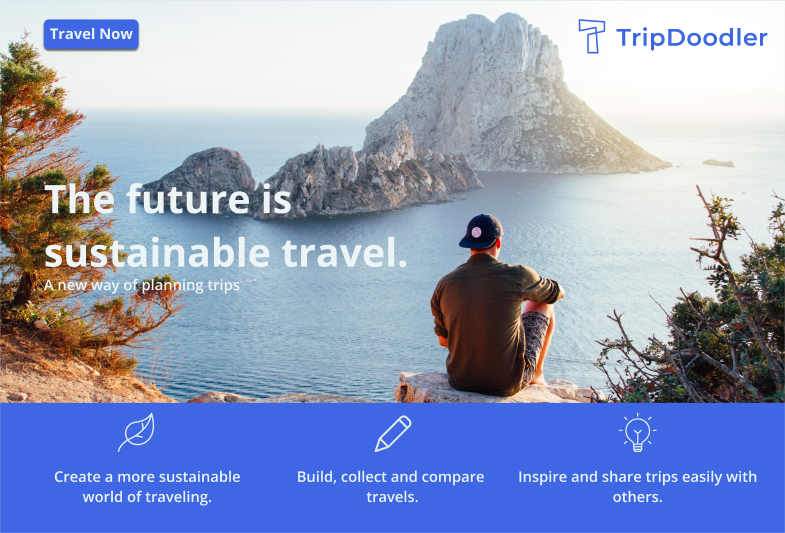 Travel Now
TripDoodler
The future is
sustainable travel.
A new way of planning trips
Create a more sustainable
world of traveling.
Build, collect and compare
travels.
Inspire and share trips easily with
others.